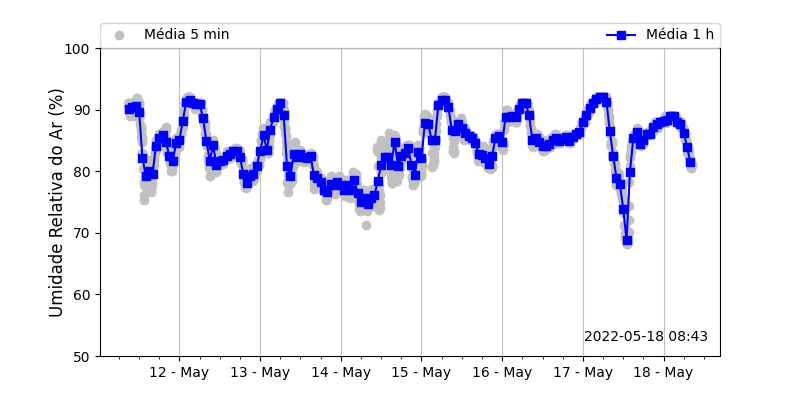 Média 5 min
Média 1 h
Umidade Relativa do Ar (%)
100
90
80
70
60
50
2022-05-18 08:43
12 - May
13 - May
14 - May
15 - May
16 - May
17 - May
18 - May